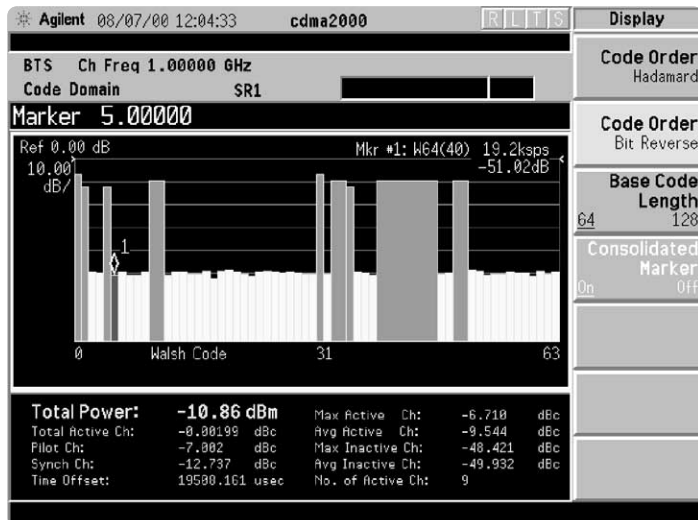 Agilent 08/07/00 12:04:33 cdma2000 R L T S
BTS Ch Freq 1.00000 GHz
Code Domain SR1
Marker 5.00000
Ref 0.00 dB
Mkr #1: W64(40) 19.2ksps
10.00
-51.02dB
dB/
1
0 Walsh Code 31 63
Total Power: -10.86 dBm
Total Active Ch: -0.00199 dBc
Pilot Ch: -7.002 dBc
Synch Ch: -12.737 dBc
Time Offset: 19500.161 usec
Max Active Ch: -6.710 dBc
Avg Active Ch: -9.544 dBc
Max Inactive Ch: -48.421 dBc
Avg Inactive Ch: -49.932 dBc
No. of Active Ch: 9
Display
Code Order
Hadamard
Code Order
Bit Reverse
Base Code
Length
64 128
Consolidated
Marker
On Off